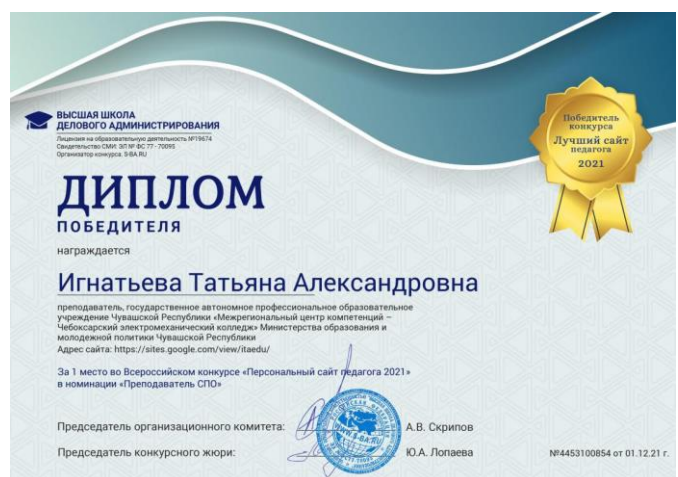 ВЫСШАЯ ШКОЛА
ДЕЛОВОГО АДМИНИСТРИРОВАНИЯ
Лицензия на образовательную деятельность №19674
Свидетельство СМИ: ЭЛ № ФС 77 - 70095
Организатор конкурса: S-BA.RU
Победитель
конкурса
Лучший сайт
педагога
2021
ДИПЛОМ
ПОБЕДИТЕЛЯ
награждается
Игнатьева Татьяна Александровна
преподаватель, государственное автономное профессиональное образовательное
учреждение Чувашской Республики «Межрегиональный центр компетенций –
Чебоксарский электромеханический колледж» Министерства образования и
молодежной политики Чувашской Республики
Адрес сайта: https://sites.google.com/view/itaedu/
За 1 место во Всероссийском конкурсе «Персональный сайт педагога 2021»
в номинации «Преподаватель СПО»
Председатель организационного комитета: А.В. Скрипов
WWW.S-BA.RU
Председатель конкурсного жюри: Ю.А. Лопаева
№4453100854 от 01.12.21 г.